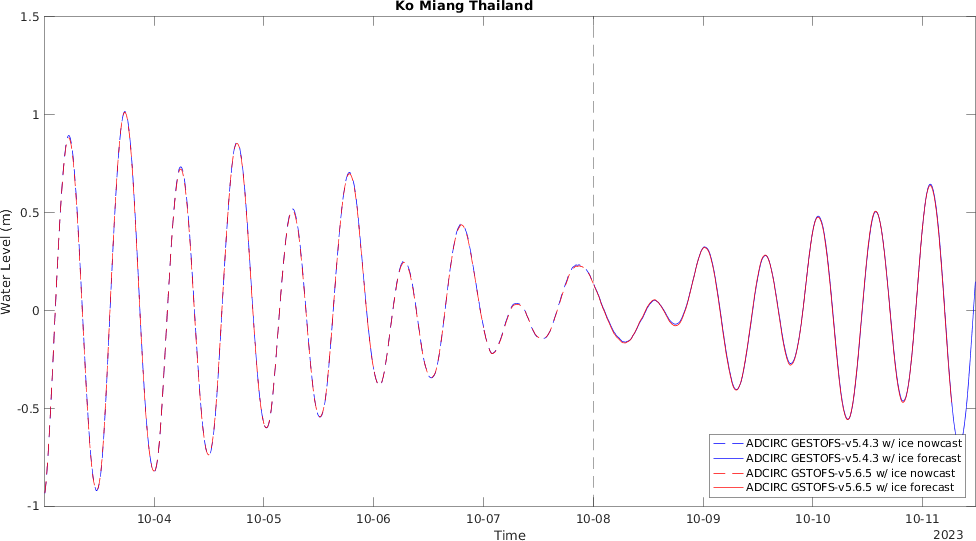 Ko Miang Thailand
1.5
1
0.5
0
-0.5
-1
Water Level (m)
10-04 10-05 10-06 10-07 10-08 10-09 10-10 10-11
Time
2023
ADCIRC GESTOFS-v5.4.3 w/ ice nowcast
ADCIRC GESTOFS-v5.4.3 w/ ice forecast
ADCIRC GSTOFS-v5.6.5 w/ ice nowcast
ADCIRC GSTOFS-v5.6.5 w/ ice forecast